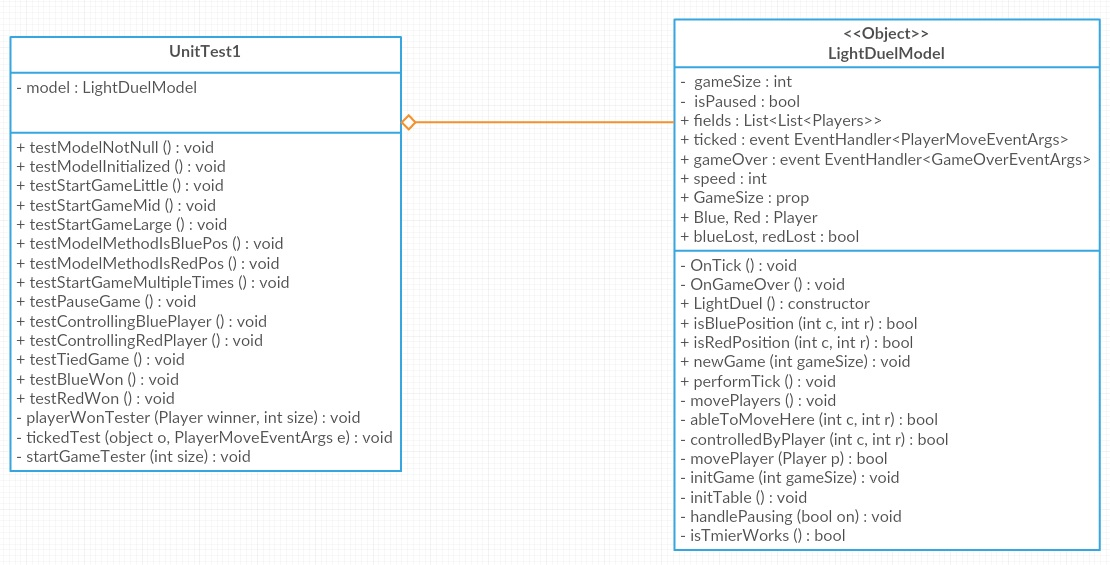 UnitTest1
- model : LightDuelModel
+ testModelNotNull () : void
+ testModelInitialized () : void
+ testStartGameLittle () : void
+ testStartGameMid () : void
+ testStartGameLarge () : void
+ testModelMethodIsBluePos () : void
+ testModelMethodIsRedPos () : void
+ testStartGameMultipleTimes () : void
+ testPauseGame () : void
+ testControllingBluePlayer () : void
+ testControllingRedPlayer () : void
+ testTiedGame () : void
+ testBlueWon () : void
+ testRedWon () : void
- playerWonTester (Player winner, int size) : void
- tickedTest (object o, PlayerMoveEventArgs e) : void
- startGameTester (int size) : void
<<Object>>
LightDuelModel
- gameSize : int
- isPaused : bool
+ fields : List<List<Players>>
+ ticked : event EventHandler<PlayerMoveEventArgs>
+ gameOver : event EventHandler<GameOverEventArgs>
+ speed : int
+ GameSize : prop
+ Blue, Red : Player
+ blueLost, redLost : bool
- OnTick () : void
- OnGameOver () : void
+ LightDuel () : constructor
+ isBluePosition (int c, int r) : bool
+ isRedPosition (int c, int r) : bool
+ newGame (int gameSize) : void
+ performTick () : void
- movePlayers () : void
- ableToMoveHere (int c, int r) : bool
- controlledByPlayer (int c, int r) : bool
- movePlayer (Player p) : bool
- initGame (int gameSize) : void
- initTable () : void
- handlePausing (bool on) : void
- isTmierWorks () : bool